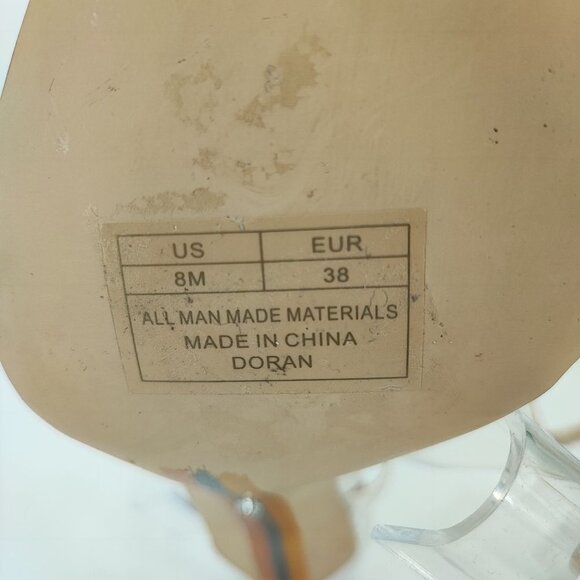 US EUR
8M 38
ALL MAN MADE MATERIALS
MADE IN CHINA
DORAN